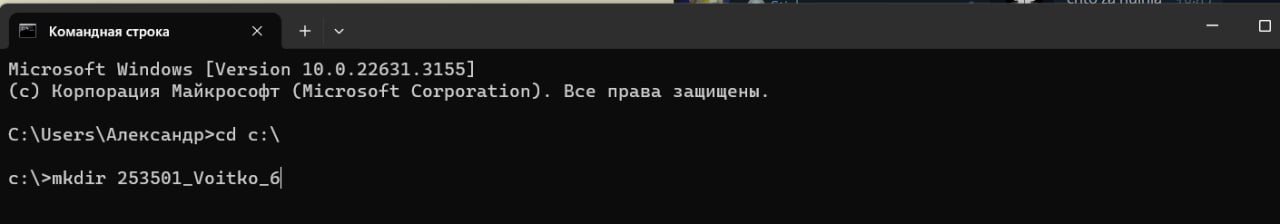 Командная строка
Microsoft Windows [Version 10.0.22631.3155]
(c) Корпорация Майкрософт (Microsoft Corporation). Все права защищены.
C:\Users\Александр>cd c:\
c:\>mkdir 253501_Voitko_6